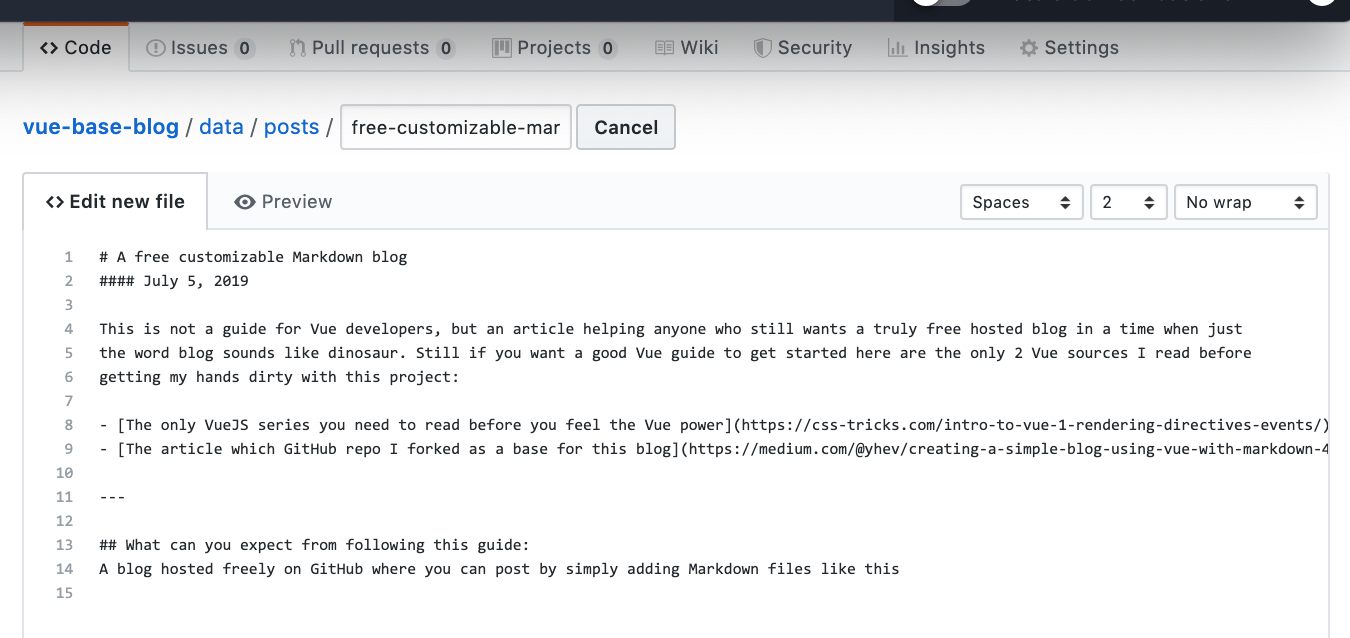 Code Issues 0 Pull requests 0 Projects 0 Wiki Security Insights Settings
vue-base-blog / data / posts / free-customizable-mar Cancel
Edit new file Preview Spaces 2 No wrap
1 # A free customizable Markdown blog
2 #### July 5, 2019
3
4 This is not a guide for Vue developers, but an article helping anyone who still wants a truly free hosted blog in a time when just
5 the word blog sounds like dinosaur. Still if you want a good Vue guide to get started here are the only 2 Vue sources I read before
6 getting my hands dirty with this project:
7
8 - [The only VueJS series you need to read before you feel the Vue power](https://css-tricks.com/intro-to-vue-1-rendering-directives-events/)
9 - [The article which GitHub repo I forked as a base for this blog](https://medium.com/@yhev/creating-a-simple-blog-using-vue-with-markdown-4
10
11 ---
12
13 ## What can you expect from following this guide:
14 A blog hosted freely on GitHub where you can post by simply adding Markdown files like this
15